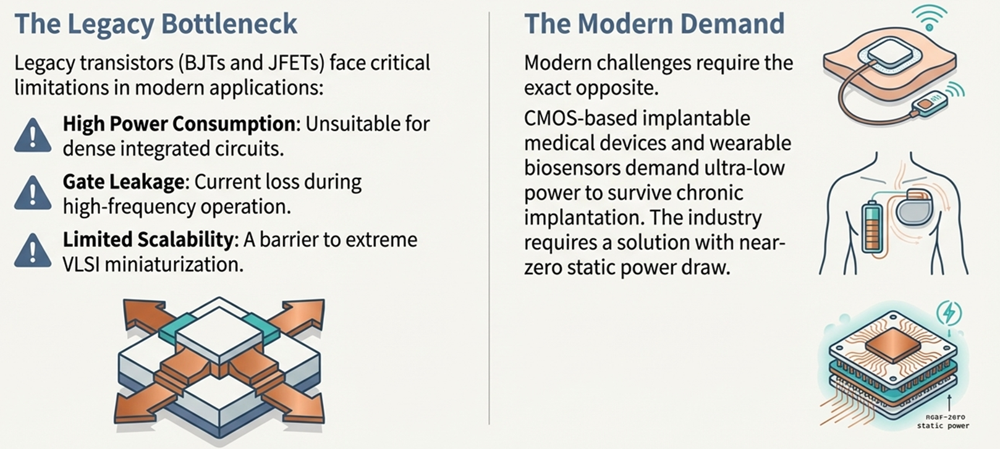 The Legacy Bottleneck
Legacy transistors (BJTs and JFETs) face critical
limitations in modern applications:
High Power Consumption: Unsuitable for
dense integrated circuits.
Gate Leakage: Current loss during
high-frequency operation.
Limited Scalability: A barrier to extreme
VLSI miniaturization.
The Modern Demand
Modern challenges require the
exact opposite.
CMOS-based implantable
medical devices and wearable
biosensors demand ultra-low
power to survive chronic
implantation. The industry
requires a solution with near-
zero static power draw.
static power